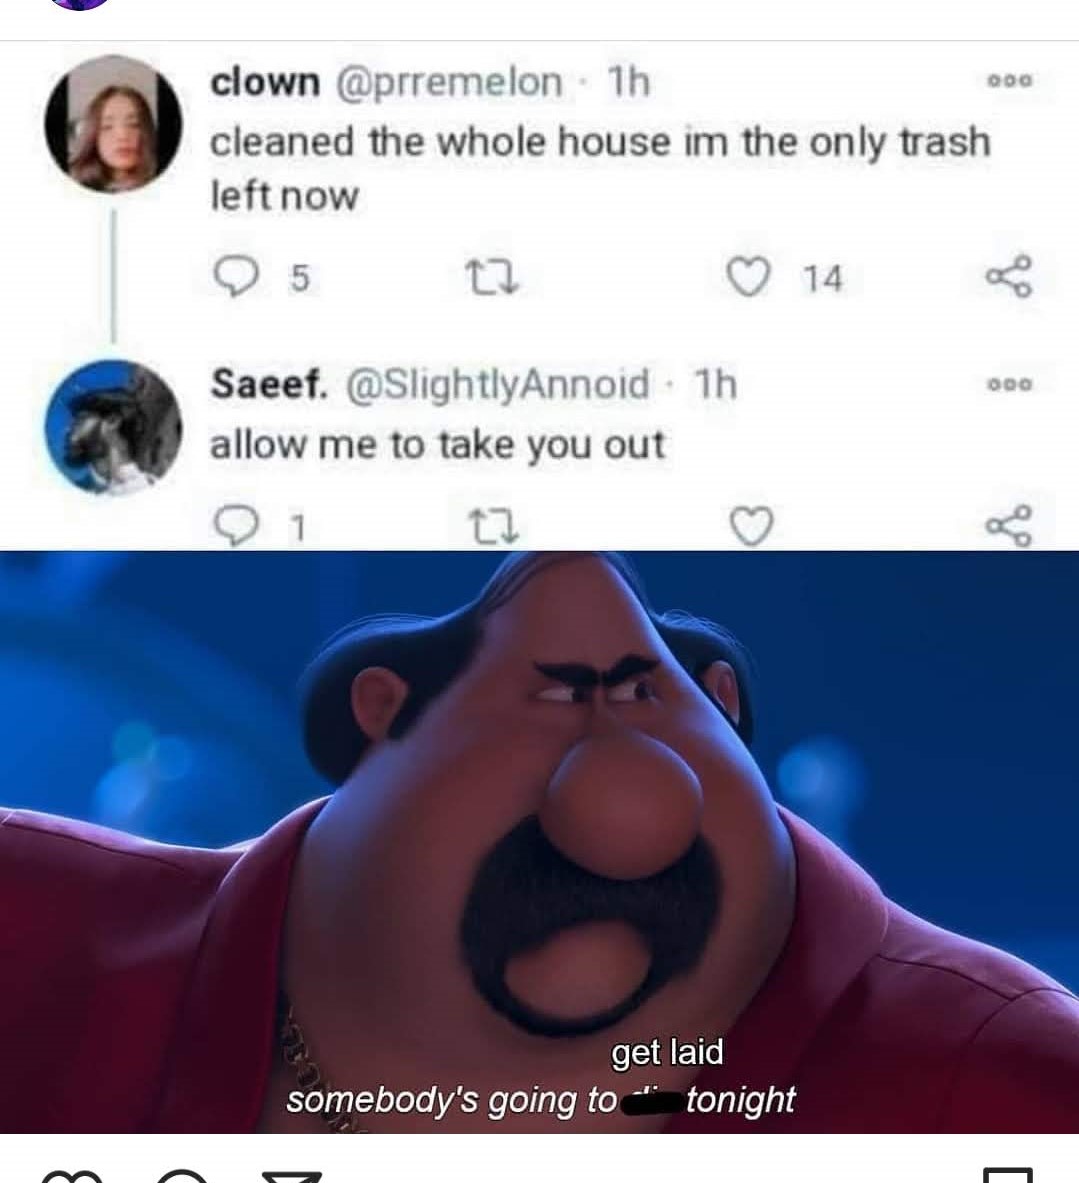 clown @prremelon · 1h
cleaned the whole house im the only trash
left now
5
14
Saeef. @SlightlyAnnoid · 1h
allow me to take you out
1
get laid
somebody's going to tonight